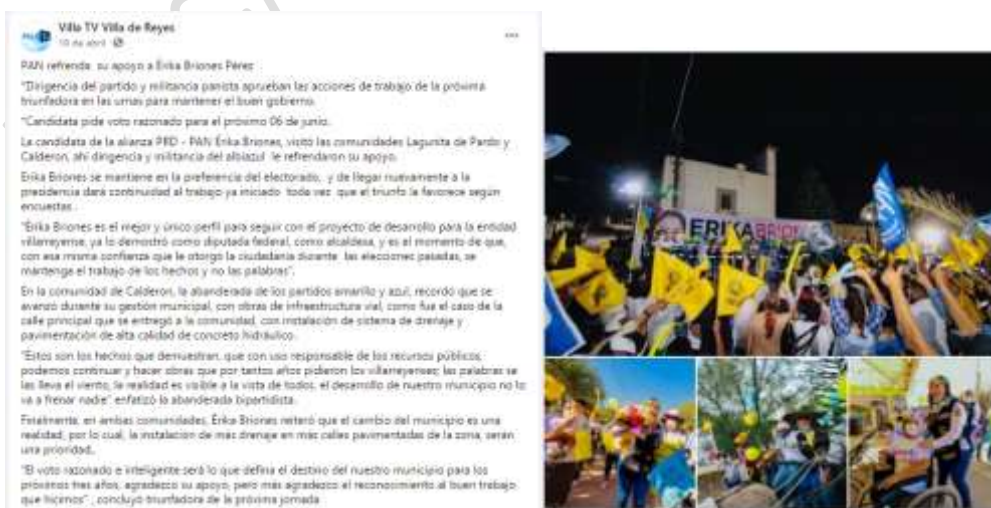 Villa TV Villa de Reyes
10 de abril
PAN refrenda su apoyo a Erika Briones Pérez
"Dirigencia del partido y militancia panista aprueban las acciones de trabajo de la próxima
triunfadora en las urnas para mantener el buen gobierno.
"Candidata pide voto razonado para el próximo 06 de junio.
La candidata de la alianza PRD - PAN Érika Briones, visitó las comunidades Lagunita de Pardo y
Calderon, ahí dirigencia y militancia del albiazul le refrendaron su apoyo.
Erika Briones se mantiene en la preferencia del electorado, y de llegar nuevamente a la
presidencia dará continuidad al trabajo ya iniciado toda vez que el triunfo la favorece según
encuestas.
"Érika Briones es el mejor y único perfil para seguir con el proyecto de desarrollo para la entidad
villarreyense, ya lo demostró como diputada federal, como alcaldesa, y es el momento de que,
con esa misma confianza que le otorgo la ciudadanía durante las elecciones pasadas, se
mantenga el trabajo de los hechos y no las palabras".
En la comunidad de Calderon, la abanderada de los partidos amarillo y azul, recordó que se
avanzó durante su gestión municipal, con obras de infraestructura vial, como fue el caso de la
calle principal que se entregó a la comunidad, con instalación de sistema de drenaje y
pavimentación de alta calidad de concreto hidráulico.
"Estos son los hechos que demuestran, que con uso responsable de los recursos públicos,
podemos continuar y hacer obras que por tantos años pidieron los villarreyenses; las palabras se
las lleva el viento, la realidad es visible a la vista de todos, el desarrollo de nuestro municipio no lo
va a frenar nadie" enfatizó la abanderada bipartidista.
Finalmente, en ambas comunidades, Érika Briones reiteró que el cambio del municipio es una
realidad, por lo cual, la instalación de más drenaje en más calles pavimentadas de la zona, serán
una prioridad.
"El voto razonado e inteligente será lo que defina el destino del nuestro municipio para los
próximos tres años, agradezco su apoyo, pero más agradezco el reconocimiento al buen trabajo
que hicimos", concluyó triunfadora de la próxima jornada
ERIKA BRIONES